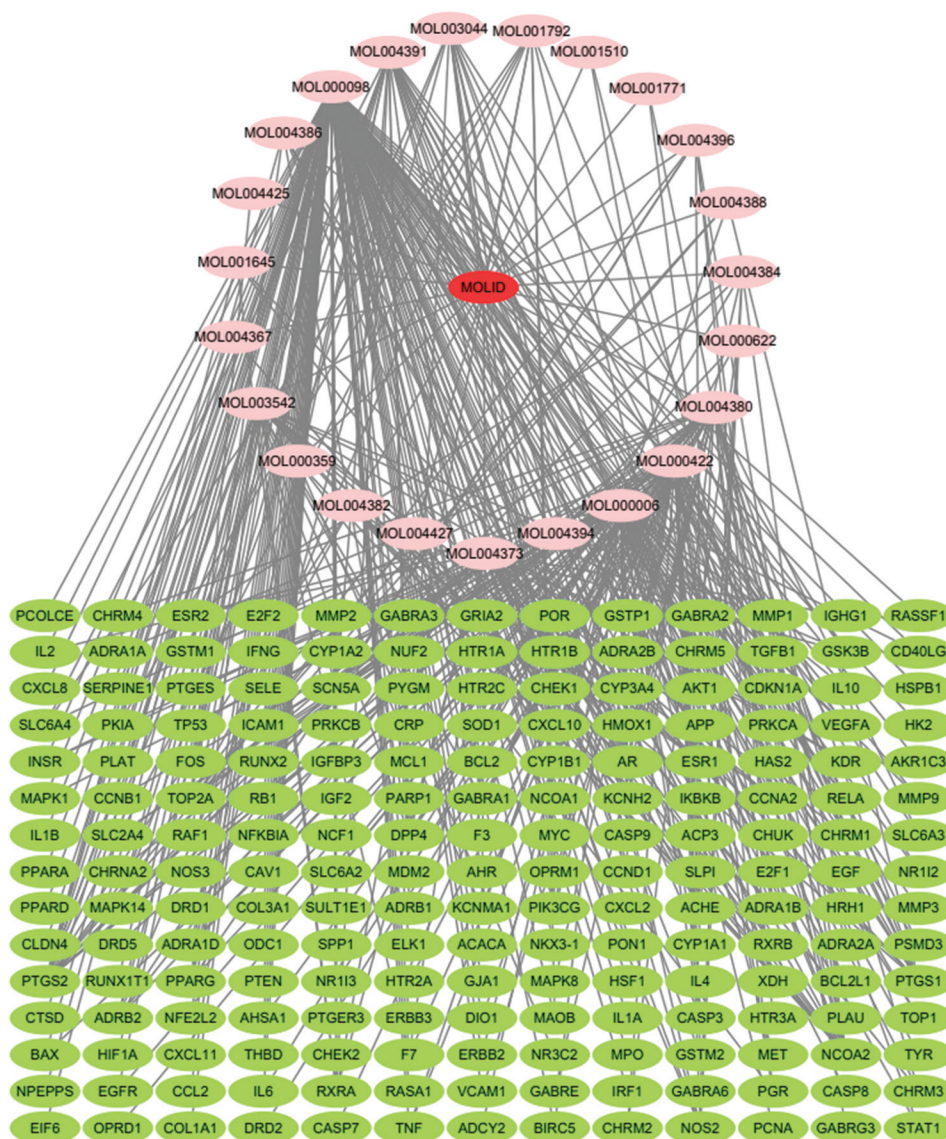 MOL003044 MOL001792
MOL004391 MOL001510
MOL000098 MOL001771
MOL004386 MOL004396
MOL004425 MOL004388
MOL001645 MOL004384
MOLID
MOL004367 MOL000622
MOL003542 MOL004380
MOL000359 MOL000422
MOL004382 MOL000006
MOL004427 MOL004394
MOL004373
PCOLCE CHRM4 ESR2 E2F2 MMP2 GABRA3 GRIA2 POR GSTP1 GABRA2 MMP1 IGHG1 RASSF1
IL2 ADRA1A GSTM1 IFNG CYP1A2 NUF2 HTR1A HTR1B ADRA2B CHRM5 TGFB1 GSK3B CD40LG
CXCL8 SERPINE1 PTGES SELE SCN5A PYGM HTR2C CHEK1 CYP3A4 AKT1 CDKN1A IL10 HSPB1
SLC6A4 PKIA TP53 ICAM1 PRKCB CRP SOD1 CXCL10 HMOX1 APP PRKCA VEGFA HK2
INSR PLAT FOS RUNX2 IGFBP3 MCL1 BCL2 CYP1B1 AR ESR1 HAS2 KDR AKR1C3
MAPK1 CCNB1 TOP2A RB1 IGF2 PARP1 GABRA1 NCOA1 KCNH2 IKBKB CCNA2 RELA MMP9
IL1B SLC2A4 RAF1 NFKBIA NCF1 DPP4 F3 MYC CASP9 ACP3 CHUK CHRM1 SLC6A3
PPARA CHRNA2 NOS3 CAV1 SLC6A2 MDM2 AHR OPRM1 CCND1 SLPI E2F1 EGF NR1I2
PPARD MAPK14 DRD1 COL3A1 SULT1E1 ADRB1 KCNMA1 PIK3CG CXCL2 ACHE ADRA1B HRH1 MMP3
CLDN4 DRD5 ADRA1D ODC1 SPP1 ELK1 ACACA NKX3-1 PON1 CYP1A1 RXRB ADRA2A PSMD3
PTGS2 RUNX1T1 PPARG PTEN NR1I3 HTR2A GJA1 MAPK8 HSF1 IL4 XDH BCL2L1 PTGS1
CTSD ADRB2 NFE2L2 AHSA1 PTGER3 ERBB3 DIO1 MAOB IL1A CASP3 HTR3A PLAU TOP1
BAX HIF1A CXCL11 THBD CHEK2 F7 ERBB2 NR3C2 MPO GSTM2 MET NCOA2 TYR
NPEPPS EGFR CCL2 IL6 RXRA RASA1 VCAM1 GABRE IRF1 GABRA6 PGR CASP8 CHRM3
EIF6 OPRD1 COL1A1 DRD2 CASP7 TNF ADCY2 BIRC5 CHRM2 NOS2 PCNA GABRG3 STAT1